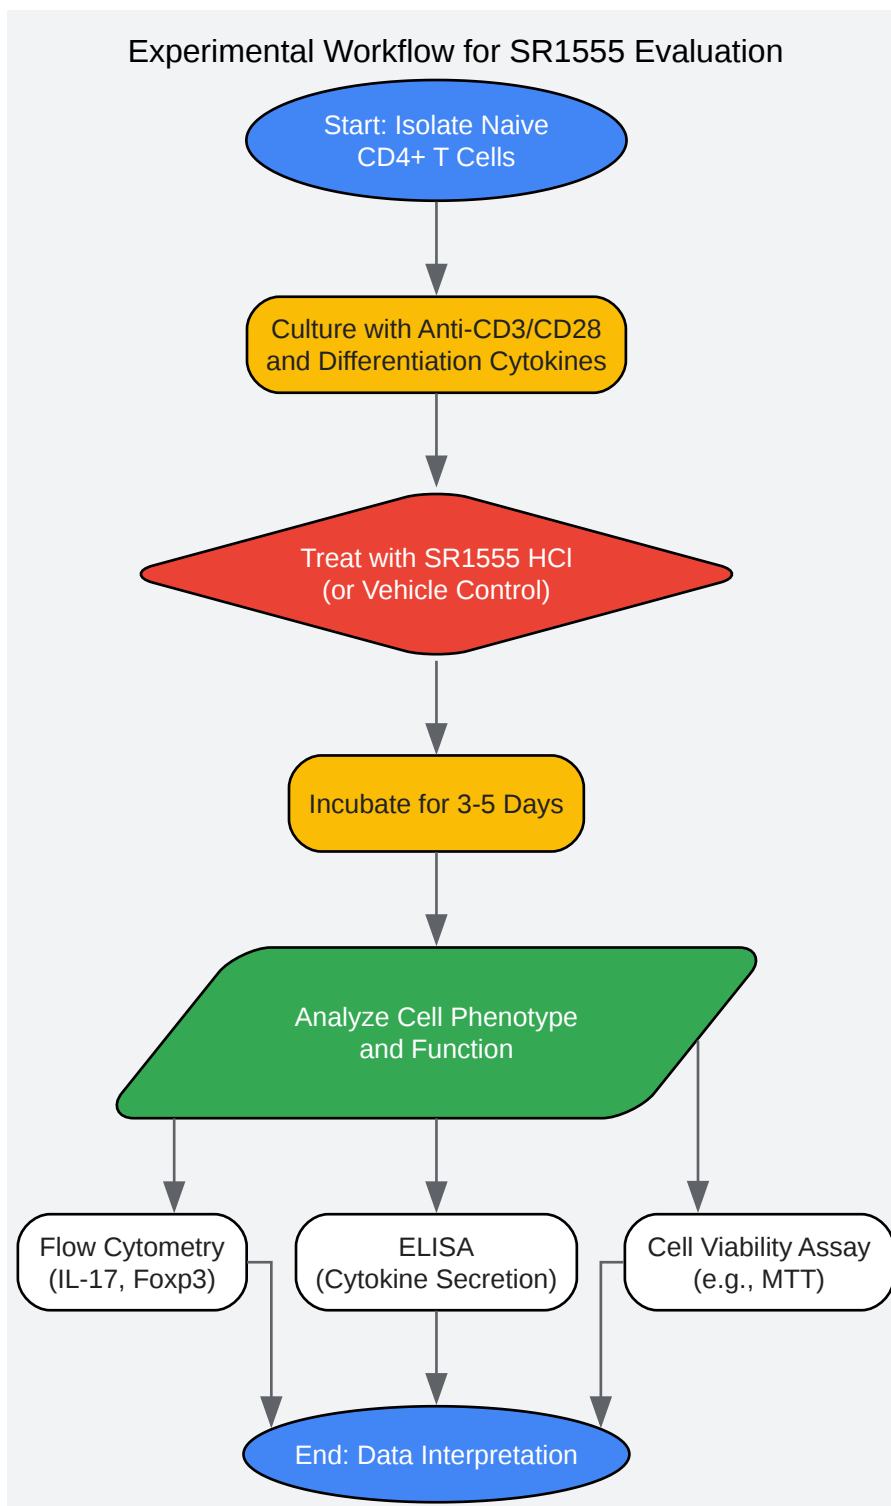 Experimental Workflow for SR1555 Evaluation
Start: Isolate Naive
CD4+ T Cells
Culture with Anti-CD3/CD28
and Differentiation Cytokines
Treat with SR1555 HCl
(or Vehicle Control)
Incubate for 3-5 Days
Analyze Cell Phenotype
and Function
Flow Cytometry
(IL-17, Foxp3)
ELISA
(Cytokine Secretion)
Cell Viability Assay
(e.g., MTT)
End: Data Interpretation